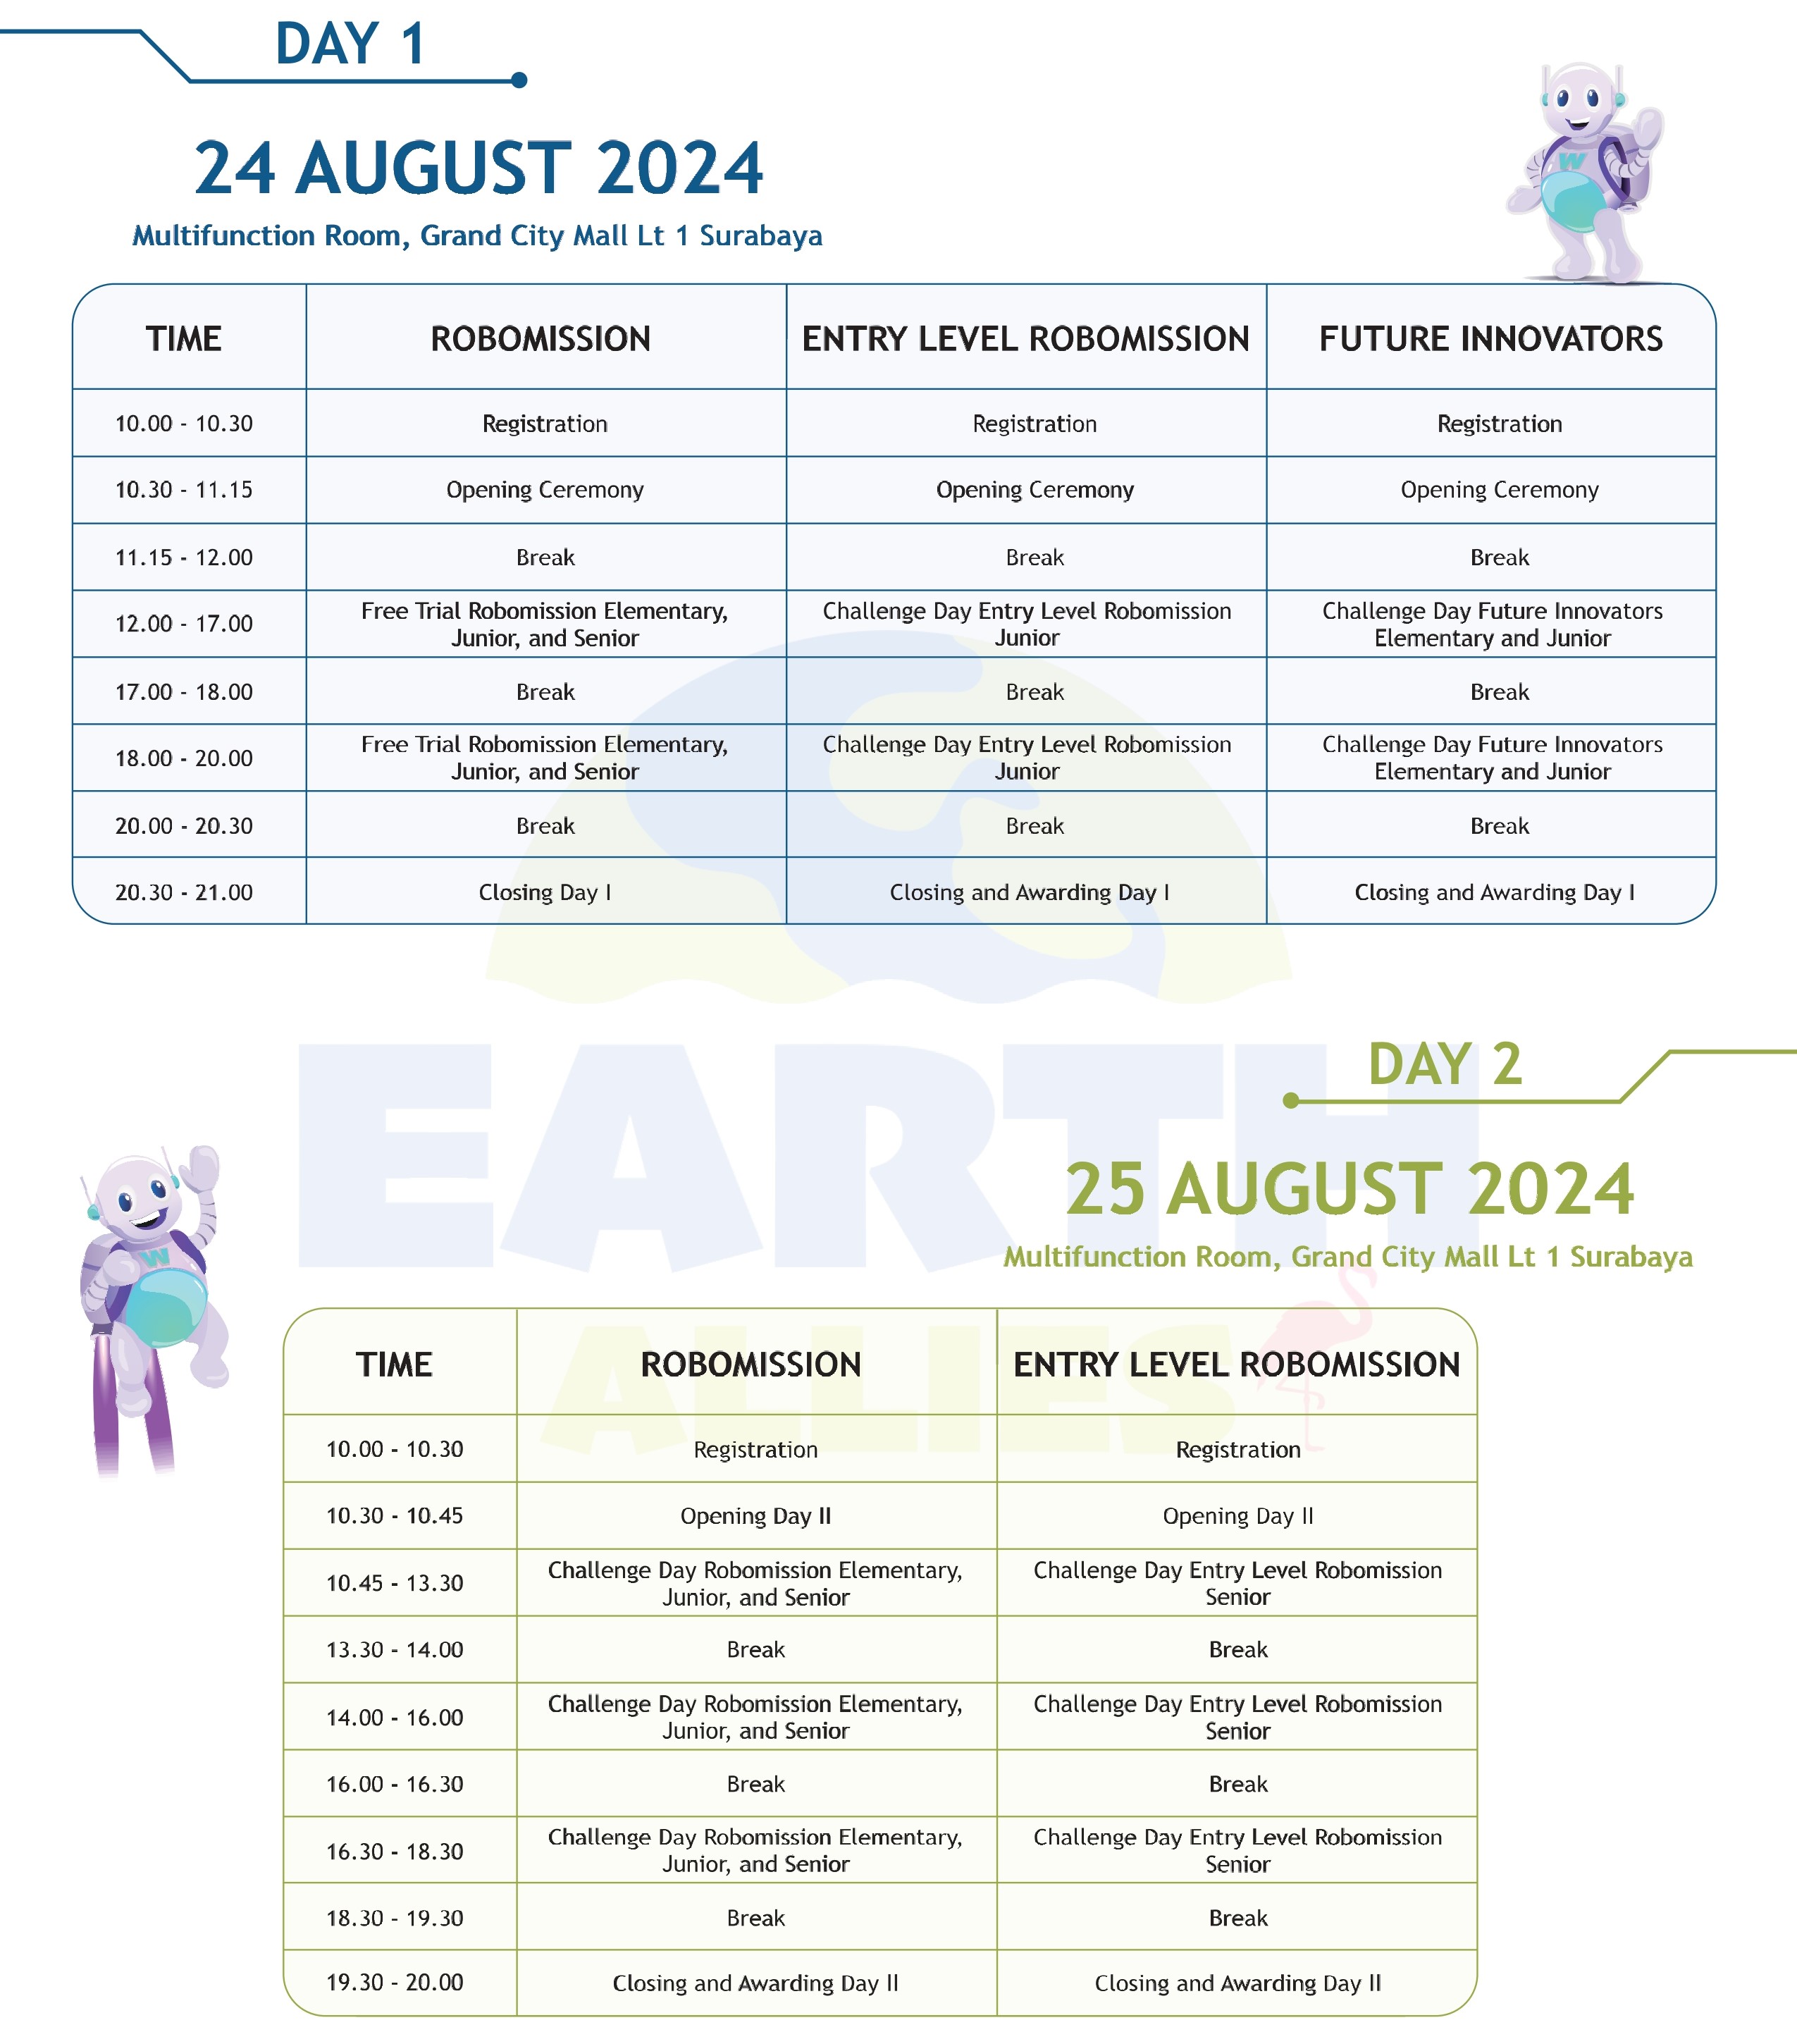 DAY 1
24 AUGUST 2024
Multifunction Room, Grand City Mall Lt 1 Surabaya
W
TIME ROBOMISSION ENTRY LEVEL ROBOMISSION FUTURE INNOVATORS
10.00 - 10.30 Registration Registration Registration
10.30 - 11.15 Opening Ceremony Opening Ceremony Opening Ceremony
11.15 - 12.00 Break Break Break
12.00 - 17.00 Free Trial Robomission Elementary, Challenge Day Entry Level Robomission Challenge Day Future Innovators
Junior, and Senior Junior Elementary and Junior
17.00 - 18.00 Break Break Break
18.00 - 20.00 Free Trial Robomission Elementary, Challenge Day Entry Level Robomission Challenge Day Future Innovators
Junior, and Senior Junior Elementary and Junior
20.00 - 20.30 Break Break Break
20.30 - 21.00 Closing Day I Closing and Awarding Day I Closing and Awarding Day I
EARTH
ALLIES
DAY 2
25 AUGUST 2024
Multifunction Room, Grand City Mall Lt 1 Surabaya
W
TIME ROBOMISSION ENTRY LEVEL ROBOMISSION
10.00 - 10.30 Registration Registration
10.30 - 10.45 Opening Day II Opening Day II
10.45 - 13.30 Challenge Day Robomission Elementary, Challenge Day Entry Level Robomission
Junior, and Senior Senior
13.30 - 14.00 Break Break
14.00 - 16.00 Challenge Day Robomission Elementary, Challenge Day Entry Level Robomission
Junior, and Senior Senior
16.00 - 16.30 Break Break
16.30 - 18.30 Challenge Day Robomission Elementary, Challenge Day Entry Level Robomission
Junior, and Senior Senior
18.30 - 19.30 Break Break
19.30 - 20.00 Closing and Awarding Day II Closing and Awarding Day II